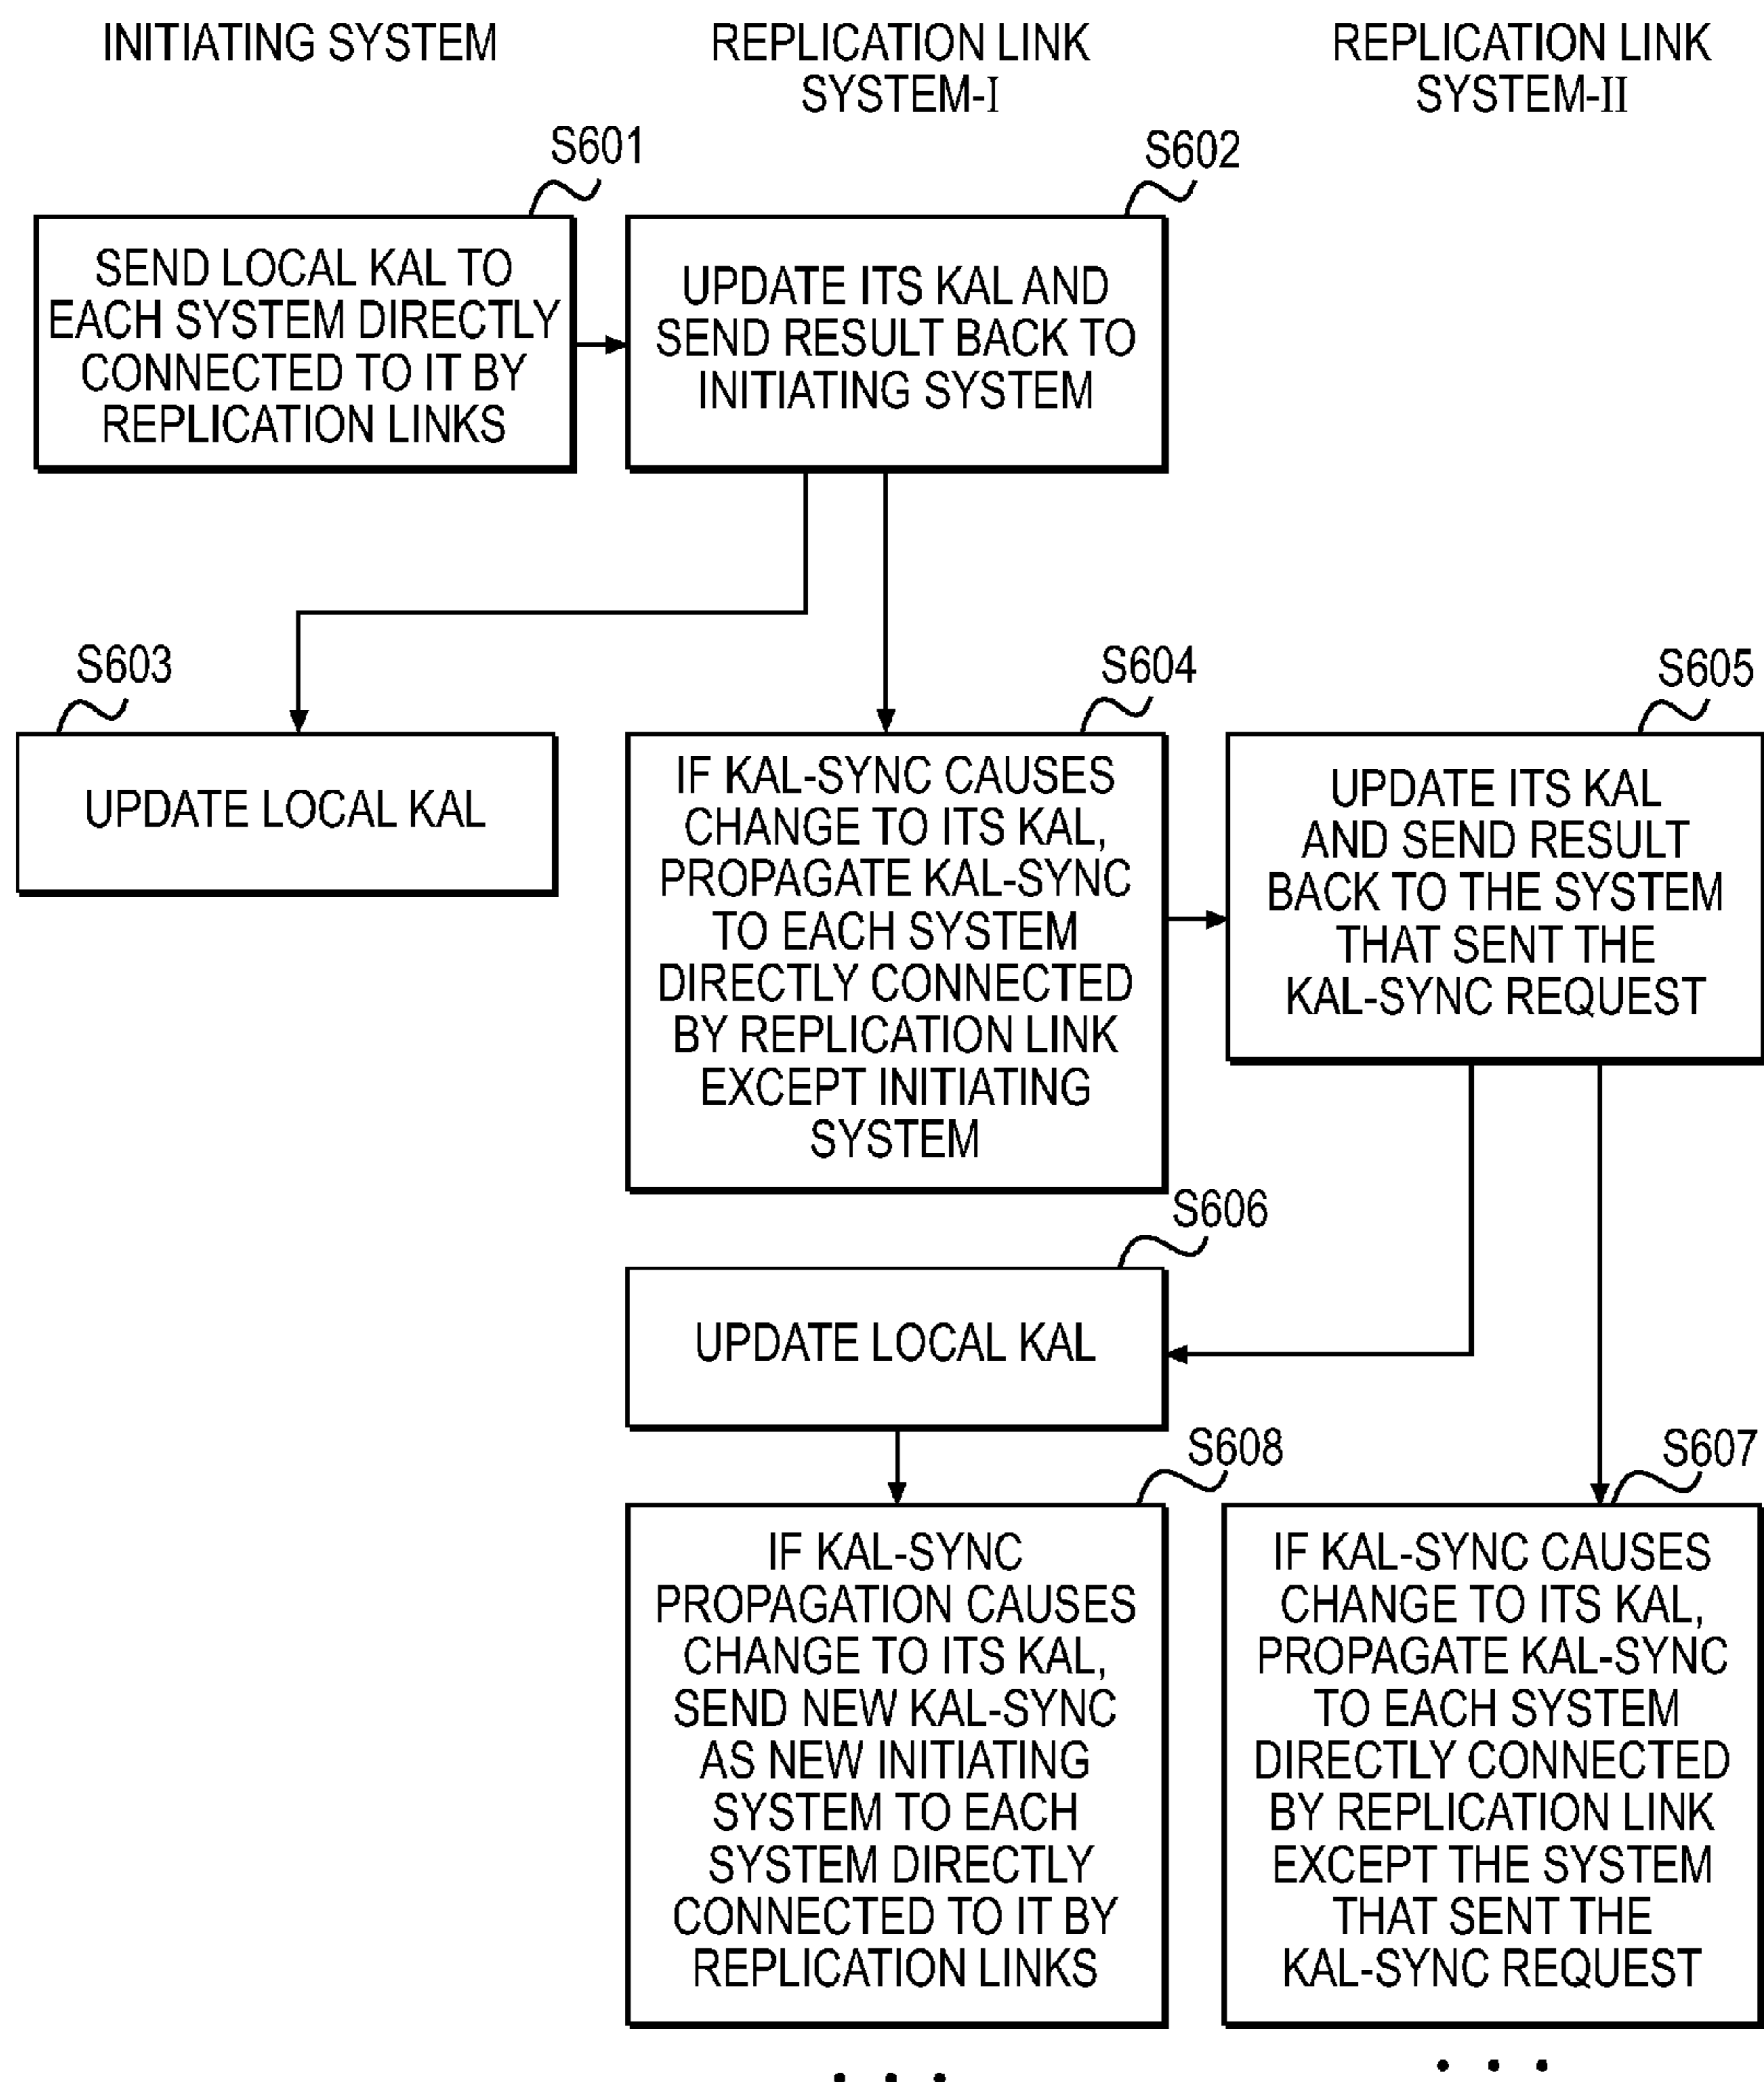 INITIATING SYSTEM
REPLICATION LINK
SYSTEM-I
REPLICATION LINK
SYSTEM-II
S601
SEND LOCAL KAL TO
EACH SYSTEM DIRECTLY
CONNECTED TO IT BY
REPLICATION LINKS
S602
UPDATE ITS KAL AND
SEND RESULT BACK TO
INITIATING SYSTEM
S603
UPDATE LOCAL KAL
S604
IF KAL-SYNC CAUSES
CHANGE TO ITS KAL,
PROPAGATE KAL-SYNC
TO EACH SYSTEM
DIRECTLY CONNECTED
BY REPLICATION LINK
EXCEPT INITIATING
SYSTEM
S605
UPDATE ITS KAL
AND SEND RESULT
BACK TO THE SYSTEM
THAT SENT THE
KAL-SYNC REQUEST
S606
UPDATE LOCAL KAL
S608
IF KAL-SYNC
PROPAGATION CAUSES
CHANGE TO ITS KAL,
SEND NEW KAL-SYNC
AS NEW INITIATING
SYSTEM TO EACH
SYSTEM DIRECTLY
CONNECTED TO IT BY
REPLICATION LINKS
S607
IF KAL-SYNC CAUSES
CHANGE TO ITS KAL,
PROPAGATE KAL-SYNC
TO EACH SYSTEM
DIRECTLY CONNECTED
BY REPLICATION LINK
EXCEPT THE SYSTEM
THAT SENT THE
KAL-SYNC REQUEST
. . .
. . .